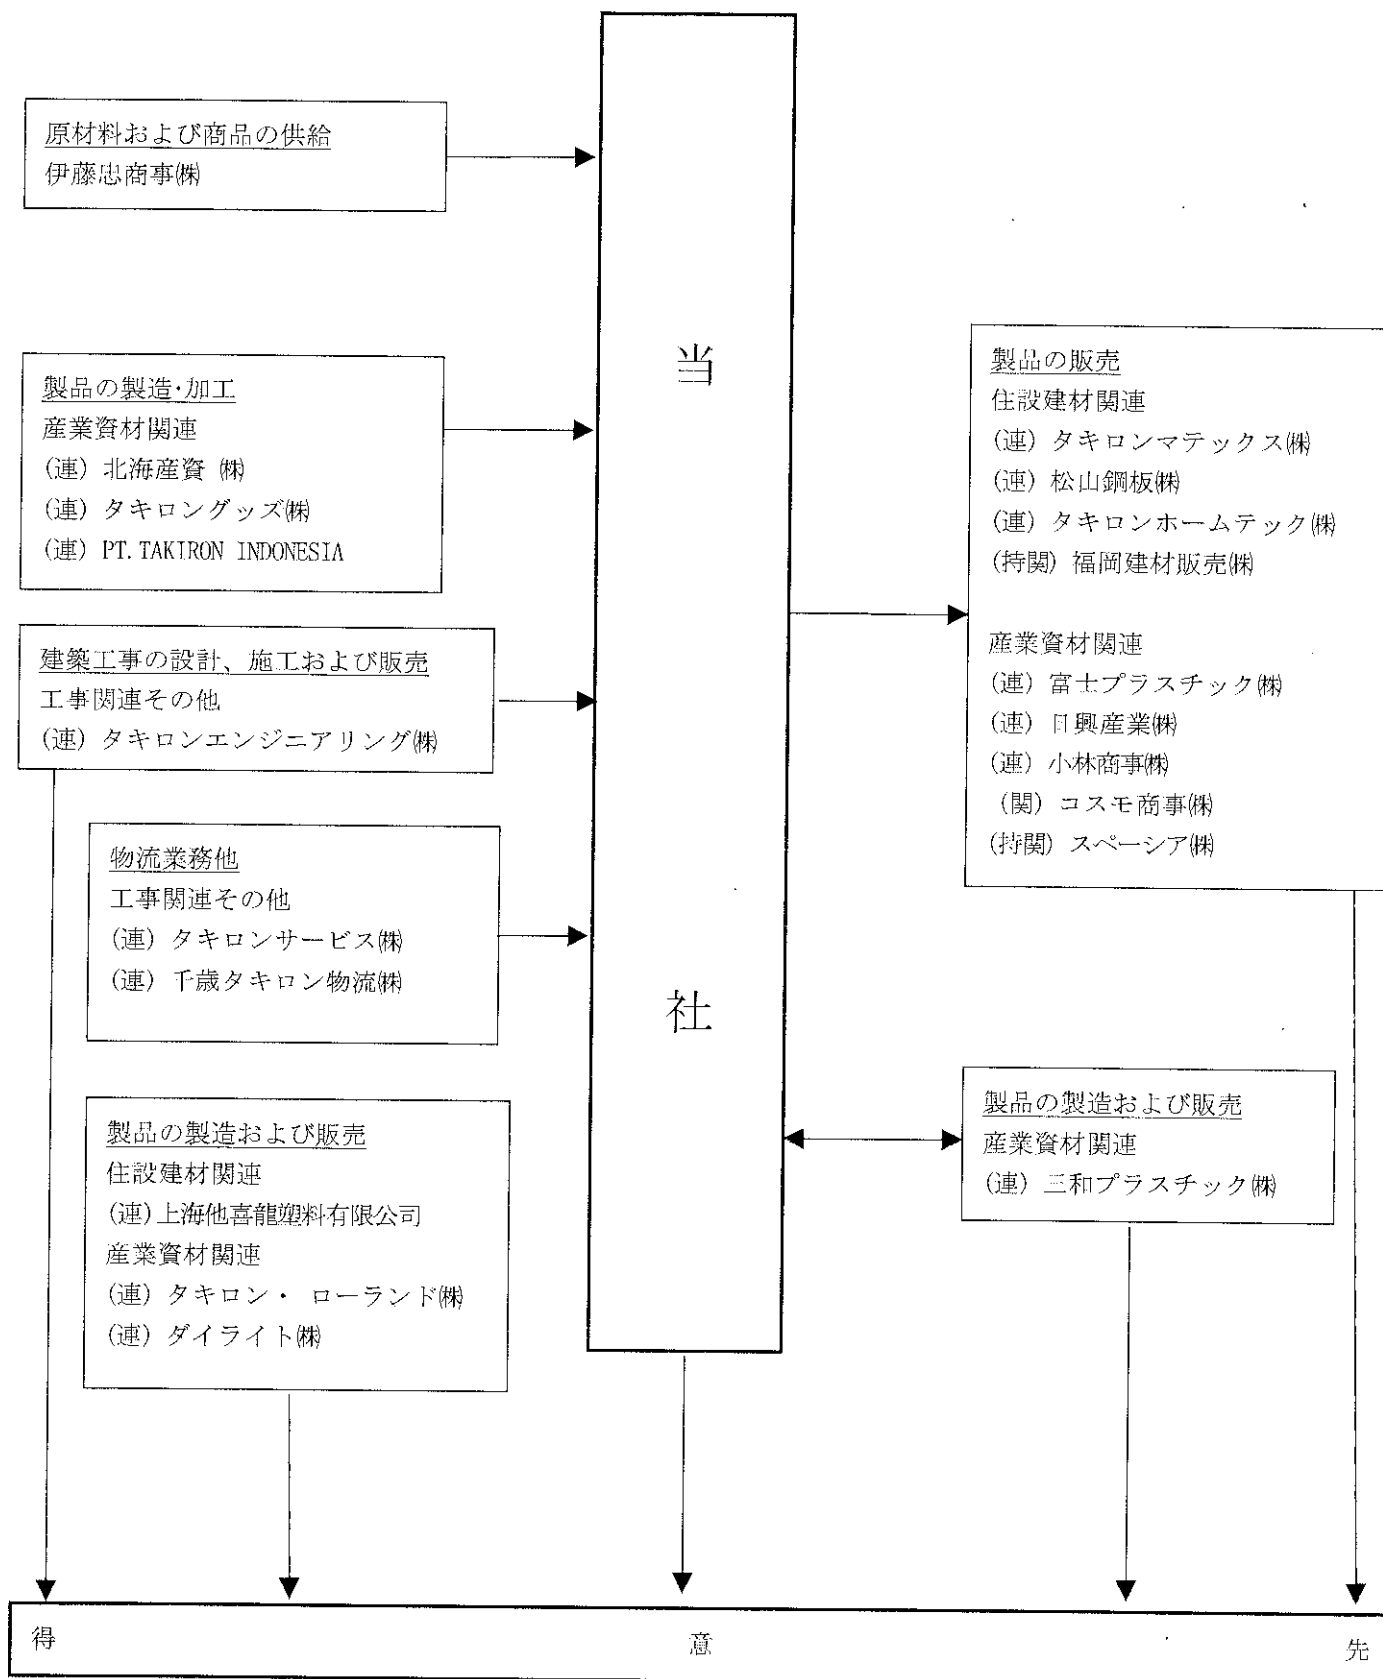 原材料および商品の供給
伊藤忠商事㈱
製品の製造･加工
産業資材関連
(連) 北海産資 ㈱
(連) タキロングッズ㈱
(連) PT.TAKIRON INDONESIA
建築工事の設計、施工および販売
工事関連その他
(連) タキロンエンジニアリング㈱
物流業務他
工事関連その他
(連) タキロンサービス㈱
(連) 千歳タキロン物流㈱
製品の製造および販売
住設建材関連
(連)上海他喜龍塑料有限公司
産業資材関連
(連) タキロン・ ローランド㈱
(連) ダイライト㈱
当
社
製品の販売
住設建材関連
(連) タキロンマテックス㈱
(連) 松山鋼板㈱
(連) タキロンホームテック㈱
(持関) 福岡建材販売㈱
産業資材関連
(連) 富士プラスチック㈱
(連) 日興産業㈱
(連) 小林商事㈱
(関) コスモ商事㈱
(持関) スペーシア㈱
製品の製造および販売
産業資材関連
(連) 三和プラスチック㈱
得 意 先